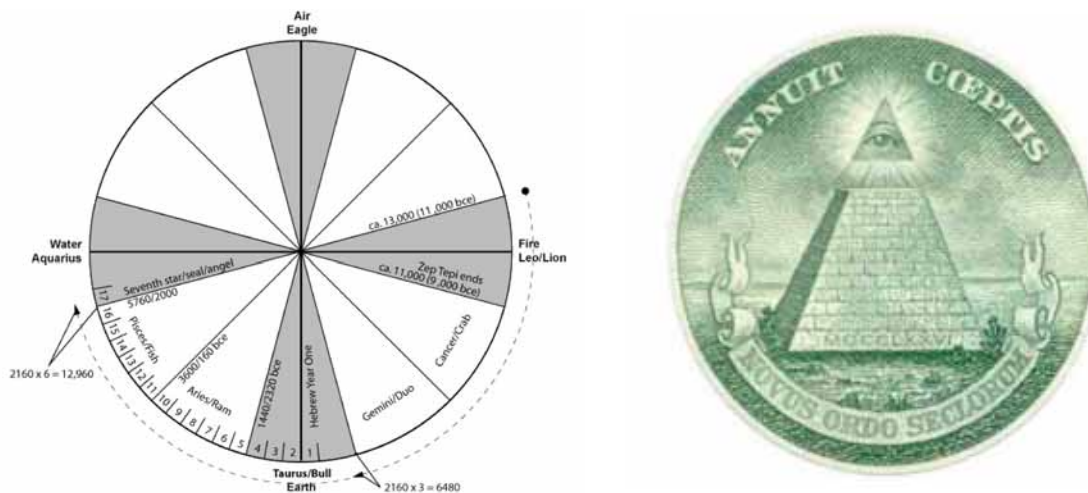 Air
Eagle
ca. 13,000 (11 ,000 bce)
Water
Aquarius
Fire
Leo/Lion
Zep Tepi ends
ca. 11,000 (9 ,000 bce)
Seventh star/seal/angel
5760/2000
Pisces/Fish
3600/160 bce
Aries/Ram
1440/2320 bce
Hebrew Year One
Gemini/Duo
Cancer/Crab
17
16
15
14
13
12
11
10
9
8
7
6
5
4
3
2
1
2160 x 6 = 12,960
Taurus/Bull
Earth
2160 x 3 = 6480
ANNUIT CŒPTIS
MDCCLXXVI
NOVUS ORDO SECLORUM